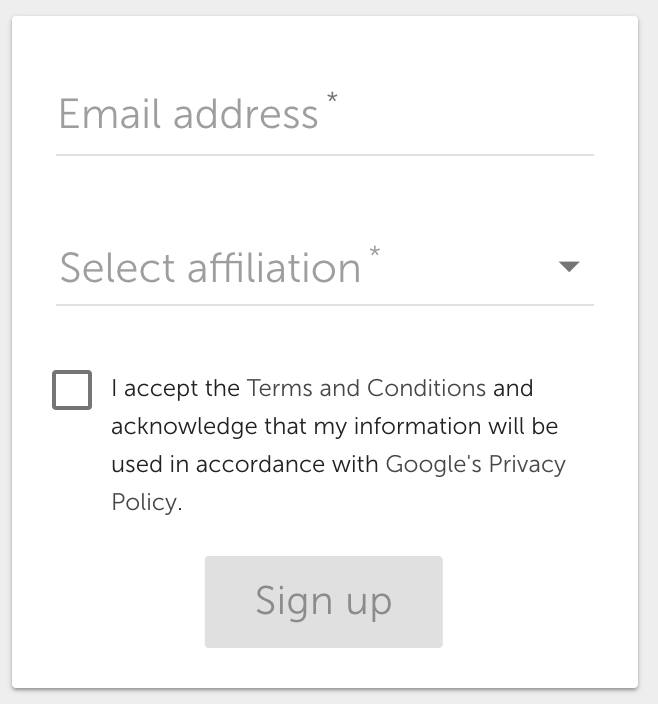 Email address *
Select affiliation *
I accept the Terms and Conditions and
acknowledge that my information will be
used in accordance with Google's Privacy
Policy.
Sign up